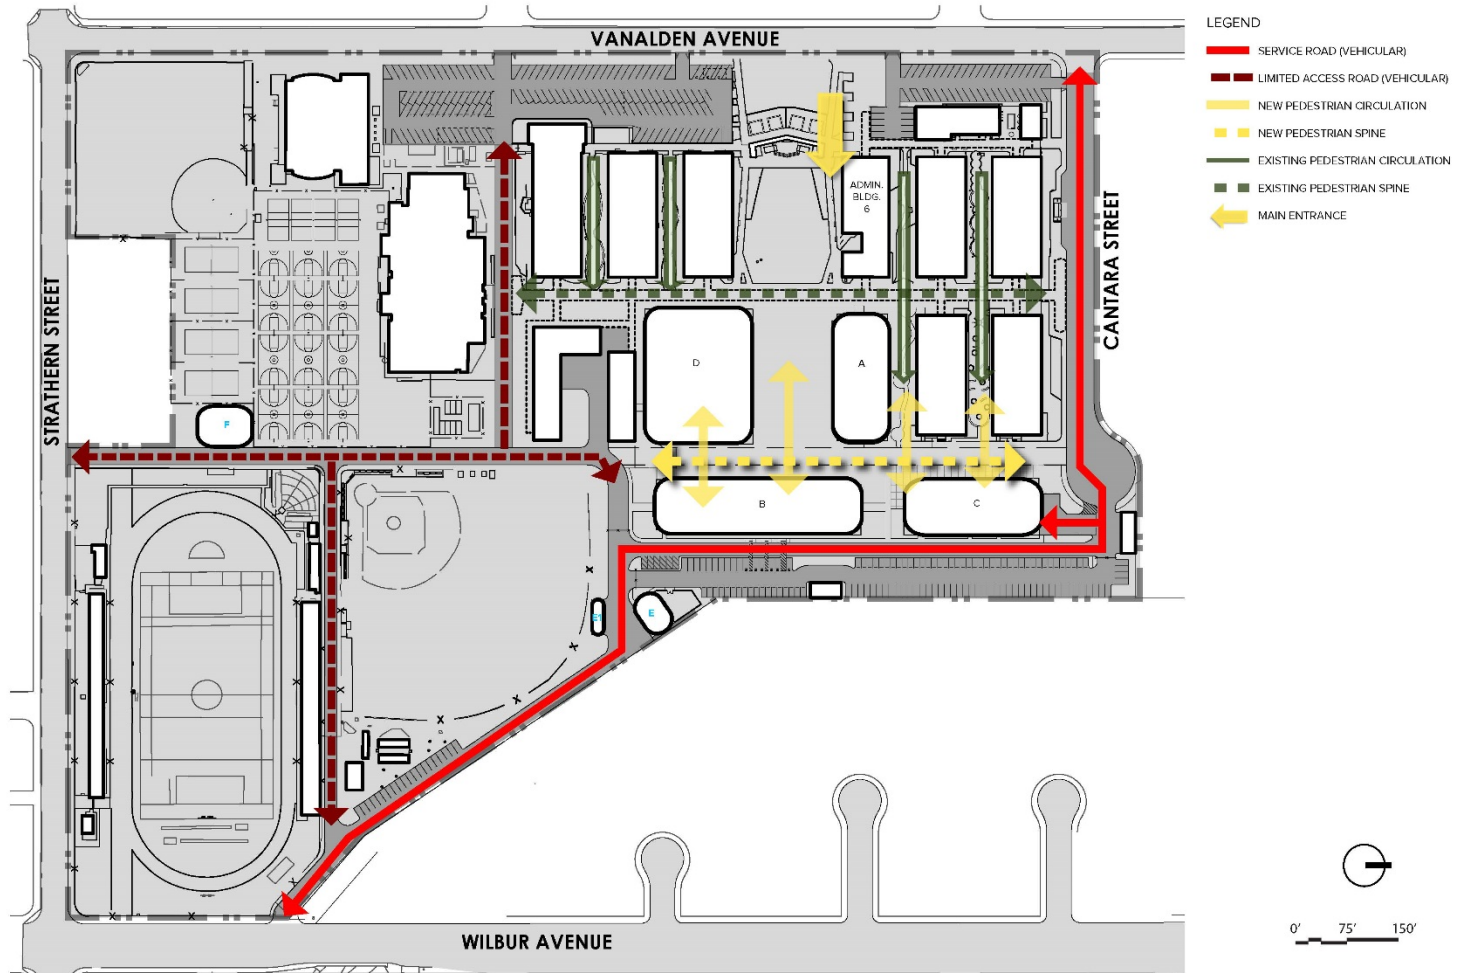 VANALDEN AVENUE
LEGEND
SERVICE ROAD (VEHICULAR)
LIMITED ACCESS ROAD (VEHICULAR)
NEW PEDESTRIAN CIRCULATION
NEW PEDESTRIAN SPINE
EXISTING PEDESTRIAN CIRCULATION
EXISTING PEDESTRIAN SPINE
MAIN ENTRANCE
ADMIN.
BLDG.
6
CANTARA STREET
STRATHERN STREET
D
A
F
B
C
E1
E
WILBUR AVENUE
0' 75' 150'